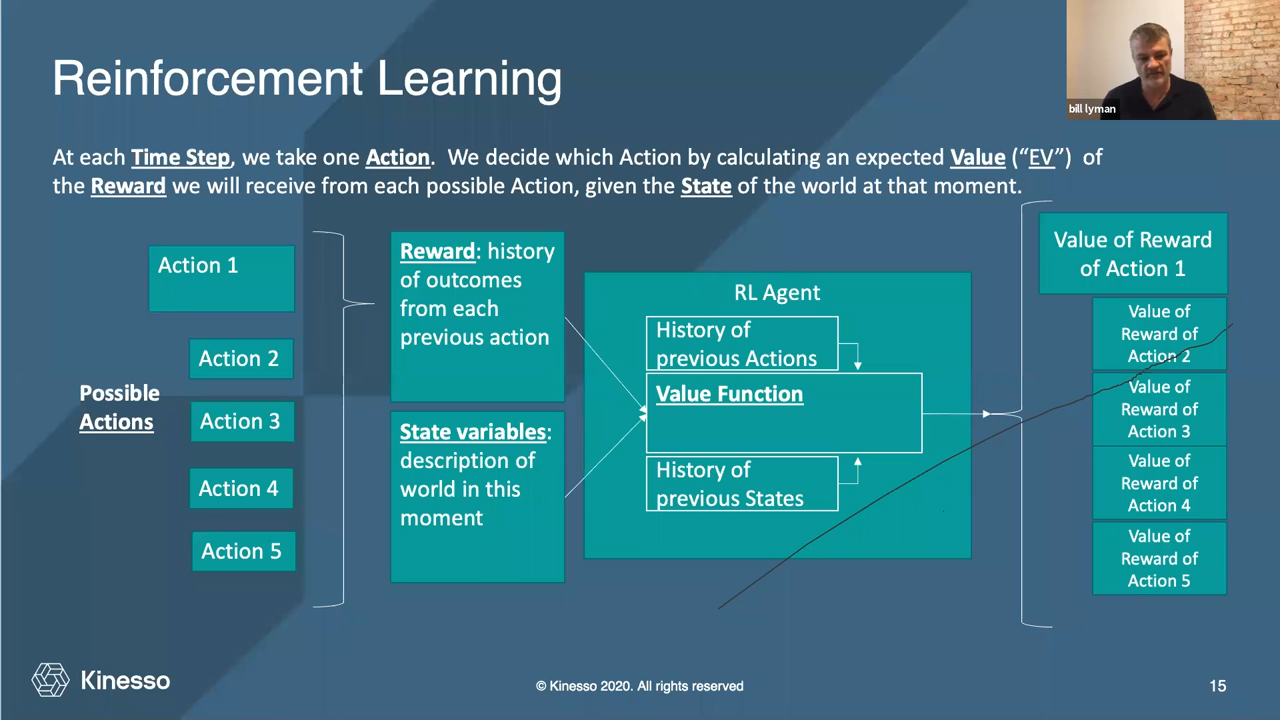 Reinforcement Learning
bill lyman
At each Time Step, we take one Action. We decide which Action by calculating an expected Value (“EV”) of
the Reward we will receive from each possible Action, given the State of the world at that moment.
Possible
Actions
Action 1
Action 2
Action 3
Action 4
Action 5
Reward: history
of outcomes
from each
previous action
State variables:
description of
world in this
moment
RL Agent
History of
previous Actions
Value Function
History of
previous States
Value of Reward
of Action 1
Value of
Reward of
Action 2
Value of
Reward of
Action 3
Value of
Reward of
Action 4
Value of
Reward of
Action 5
Kinesso
© Kinesso 2020. All rights reserved
15